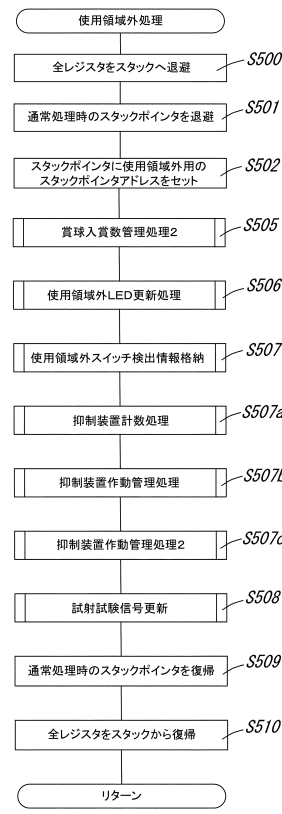 使用領域外処理
全レジスタをスタックへ退避
S500
通常処理時のスタックポインタを退避
S501
スタックポインタに使用領域外用の
スタックポインタアドレスをセット
S502
賞球入賞数管理処理2
S505
使用領域外LED更新処理
S506
使用領域外スイッチ検出情報格納
S507
抑制装置計数処理
S507a
抑制装置作動管理処理
S507b
抑制装置作動管理処理2
S507c
試射試験信号更新
S508
通常処理時のスタックポインタを復帰
S509
全レジスタをスタックから復帰
S510
リターン